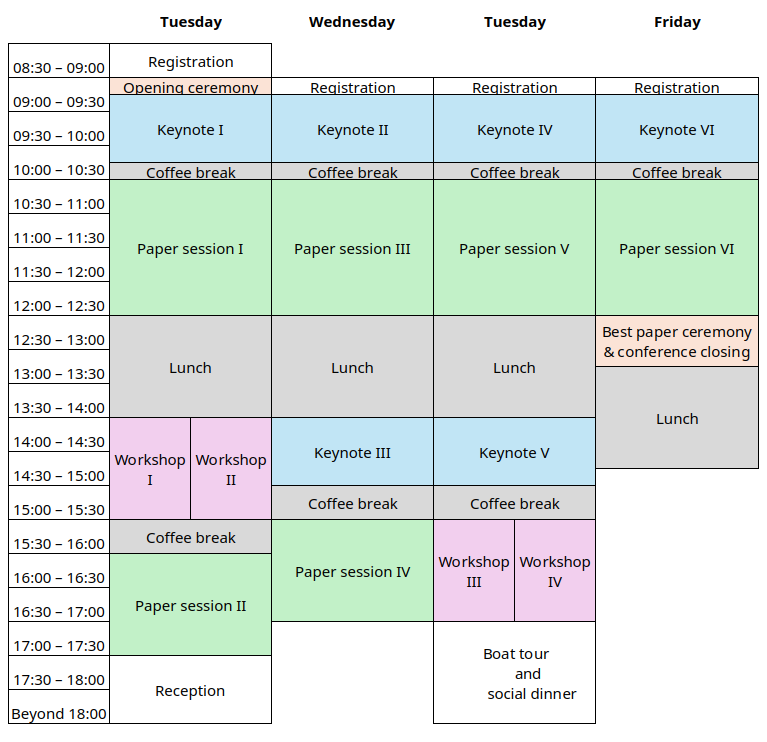 Tuesday Wednesday Tuesday Friday
08:30 – 09:00 Registration
09:00 – 09:30 Opening ceremony Registration Registration Registration
09:30 – 10:00 Keynote I Keynote II Keynote IV Keynote VI
10:00 – 10:30 Coffee break Coffee break Coffee break Coffee break
10:30 – 11:00
11:00 – 11:30 Paper session I Paper session III Paper session V Paper session VI
11:30 – 12:00
12:00 – 12:30
12:30 – 13:00 Best paper ceremony
& conference closing
13:00 – 13:30 Lunch Lunch Lunch
13:30 – 14:00 Lunch
14:00 – 14:30 Keynote III Keynote V
Workshop Workshop
14:30 – 15:00 I II
15:00 – 15:30 Coffee break Coffee break
15:30 – 16:00 Coffee break
Workshop Workshop
16:00 – 16:30 Paper session IV III IV
16:30 – 17:00 Paper session II
17:00 – 17:30 Boat tour
and
17:30 – 18:00 Reception social dinner
Beyond 18:00